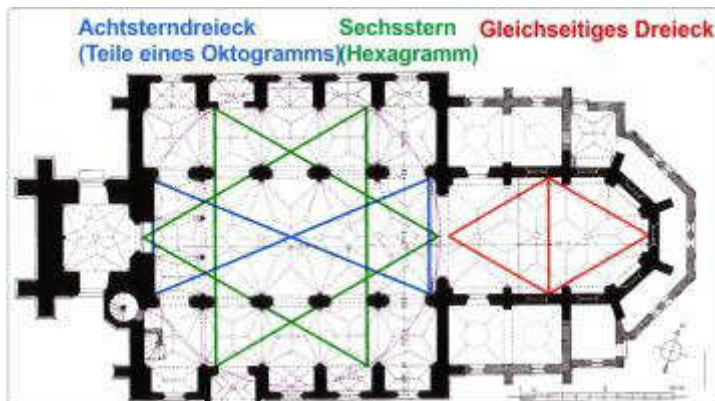 Achtsterndreieck
(Teile eines Oktogramms)
Sechsstern
(Hexagramm)
Gleichseitiges Dreieck